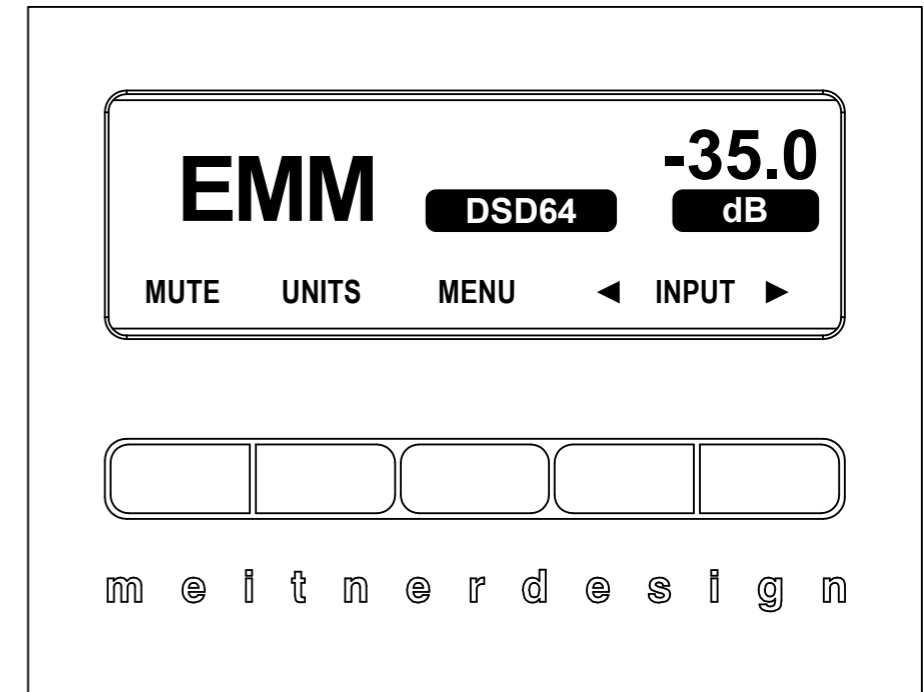 EMM DSD64 -35.0 dB
MUTE UNITS MENU ◄ INPUT ►
meitnerdesign